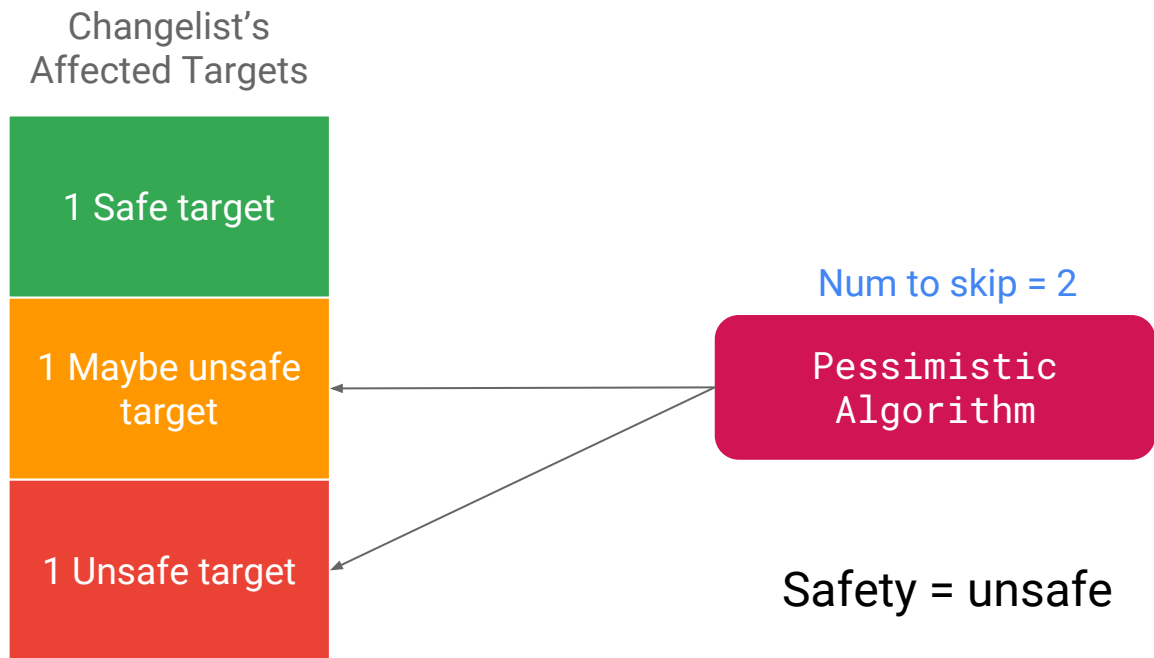 Changelist's
Affected Targets
1 Safe target
1 Maybe unsafe
target
1 Unsafe target
Num to skip = 2
Pessimistic
Algorithm
Safety = unsafe